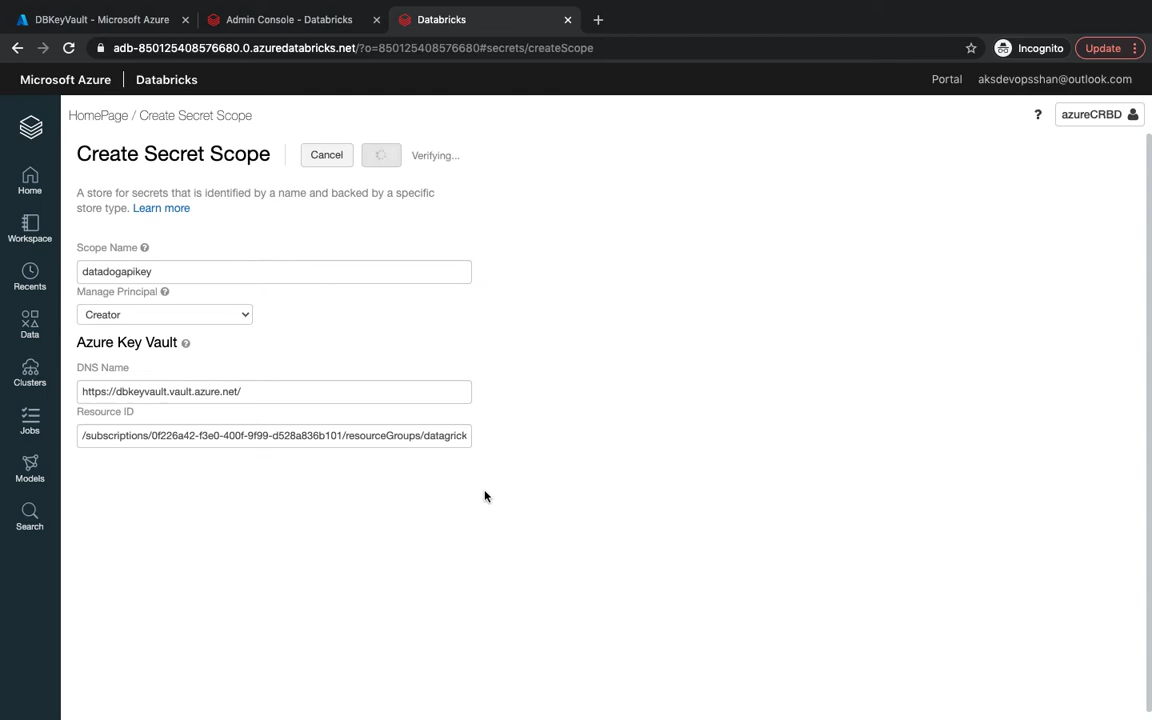 DBKeyVault - Microsoft Azure
Admin Console - Databricks
Databricks
adb-850125408576680.0.azuredatabricks.net/?o=850125408576680#secrets/createScope
Incognito
Update
Microsoft Azure
Databricks
Portal
aksdevopsshan@outlook.com
HomePage / Create Secret Scope
?
azureCRBD
Create Secret Scope
Cancel
Verifying...
A store for secrets that is identified by a name and backed by a specific
store type. Learn more
Scope Name
datadogapikey
Manage Principal
Creator
Azure Key Vault
DNS Name
https://dbkeyvault.vault.azure.net/
Resource ID
/subscriptions/0f226a42-f3e0-400f-9f99-d528a836b101/resourceGroups/datagrick
Home
Workspace
Recents
Data
Clusters
Jobs
Models
Search